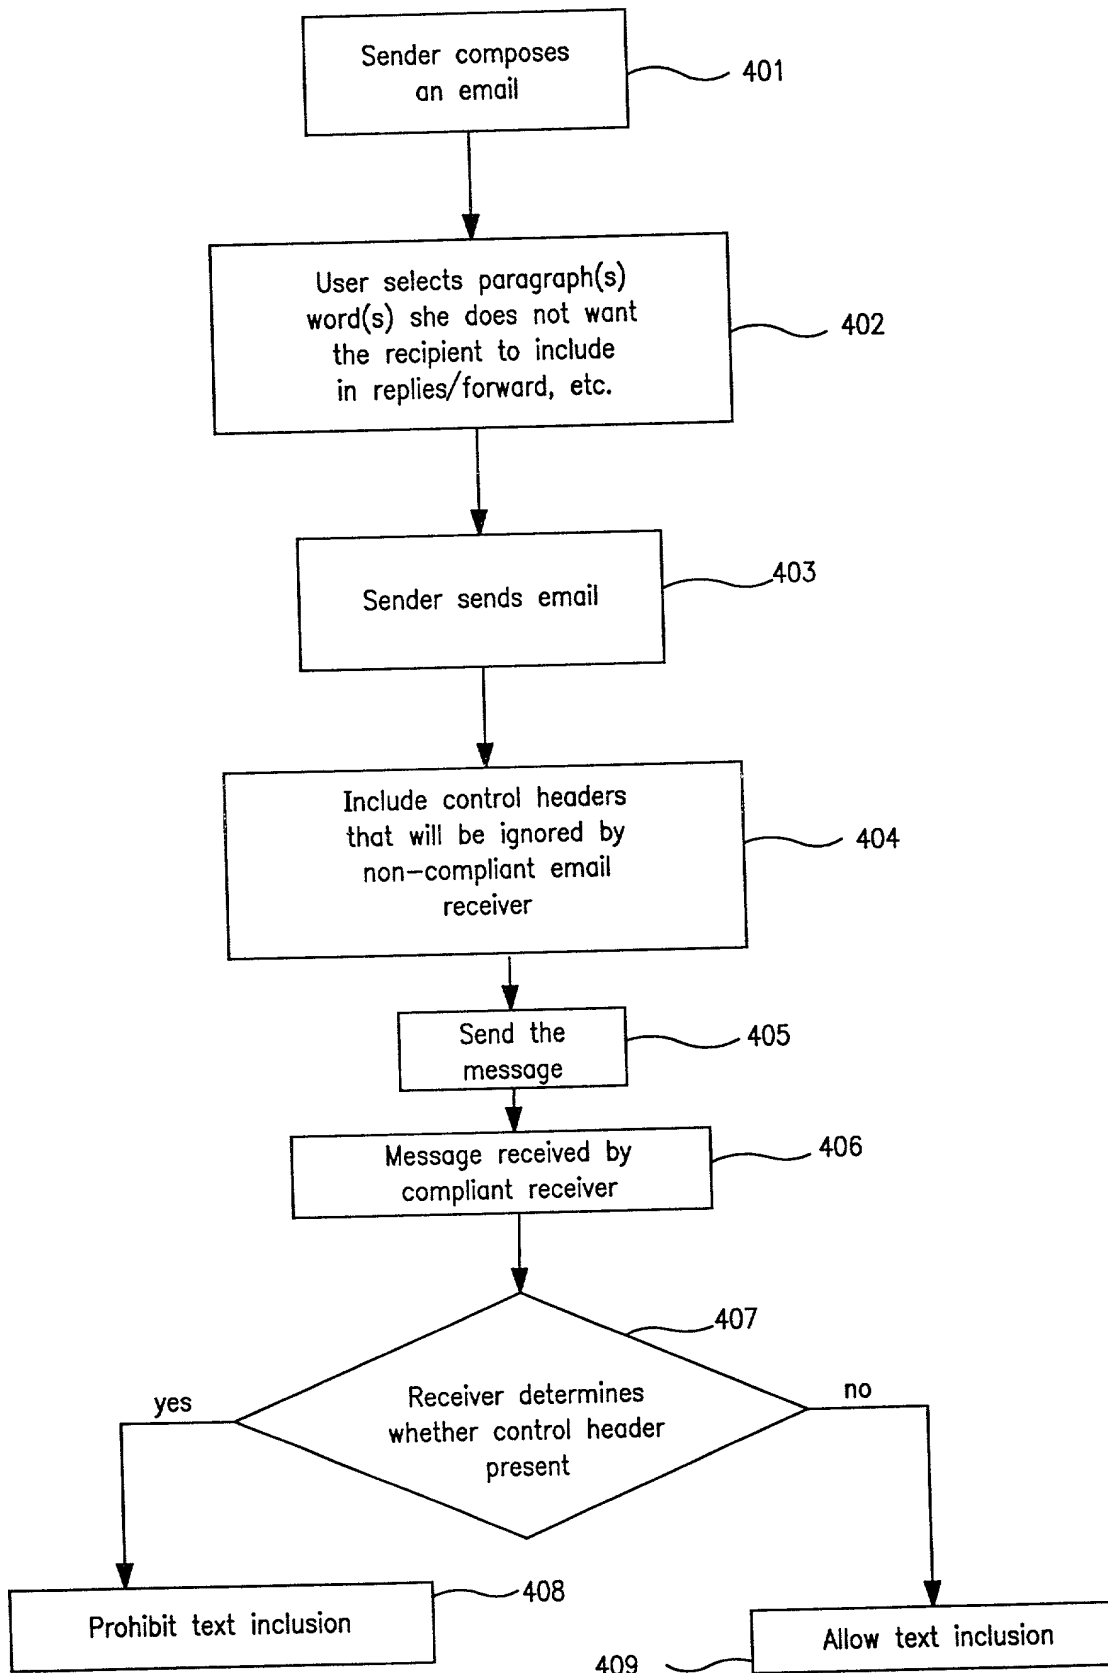 Sender composes
an email
401
User selects paragraph(s)
word(s) she does not want
the recipient to include
in replies/forward, etc.
402
Sender sends email
403
Include control headers
that will be ignored by
non-compliant email
receiver
404
Send the
message
405
Message received by
compliant receiver
406
407
Receiver determines
whether control header
present
yes
no
Prohibit text inclusion
408
Allow text inclusion
409